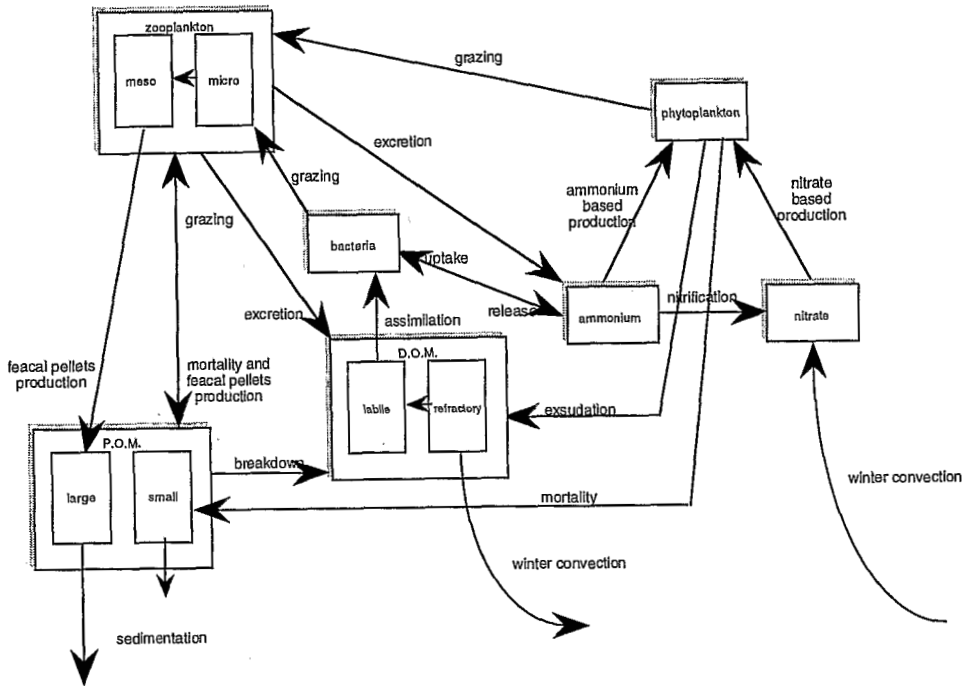 zooplankton
meso
micro
grazing
phytoplankton
excretion
grazing
ammonium
based
production
nitrate
based
production
grazing
bacteria
uptake
excretion
assimilation
release
ammonium
nitrification
nitrate
D.O.M.
labile
refractory
feacal pellets
production
mortality and
feacal pellets
production
exsudation
P.O.M.
large
small
breakdown
mortality
winter convection
winter convection
sedimentation